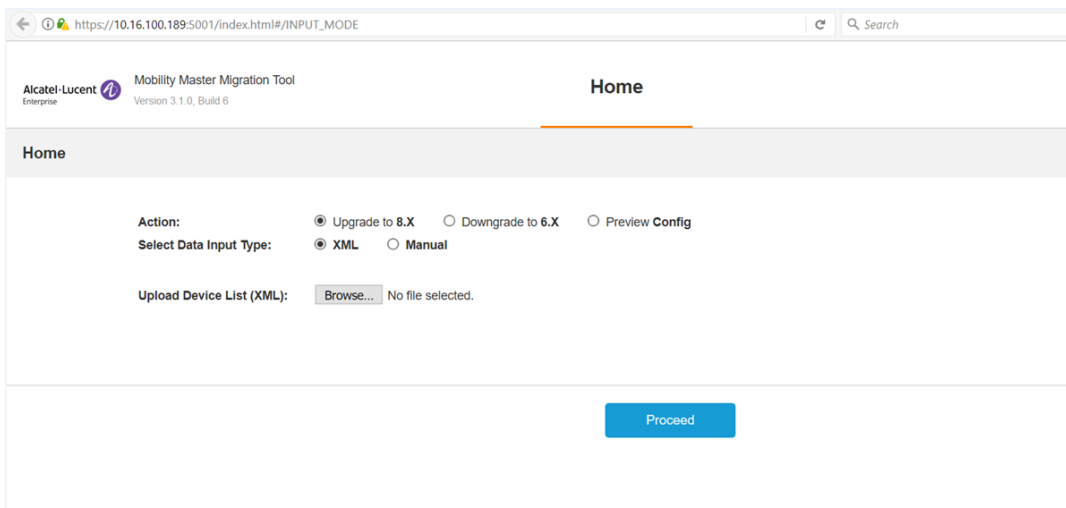 https://10.16.100.189:5001/index.html#/INPUT_MODE
Search
Alcatel·Lucent
Enterprise
Mobility Master Migration Tool
Version 3.1.0, Build 6
Home
Home
Action: Upgrade to 8.X Downgrade to 6.X Preview Config
Select Data Input Type: XML Manual
Upload Device List (XML): Browse... No file selected.
Proceed